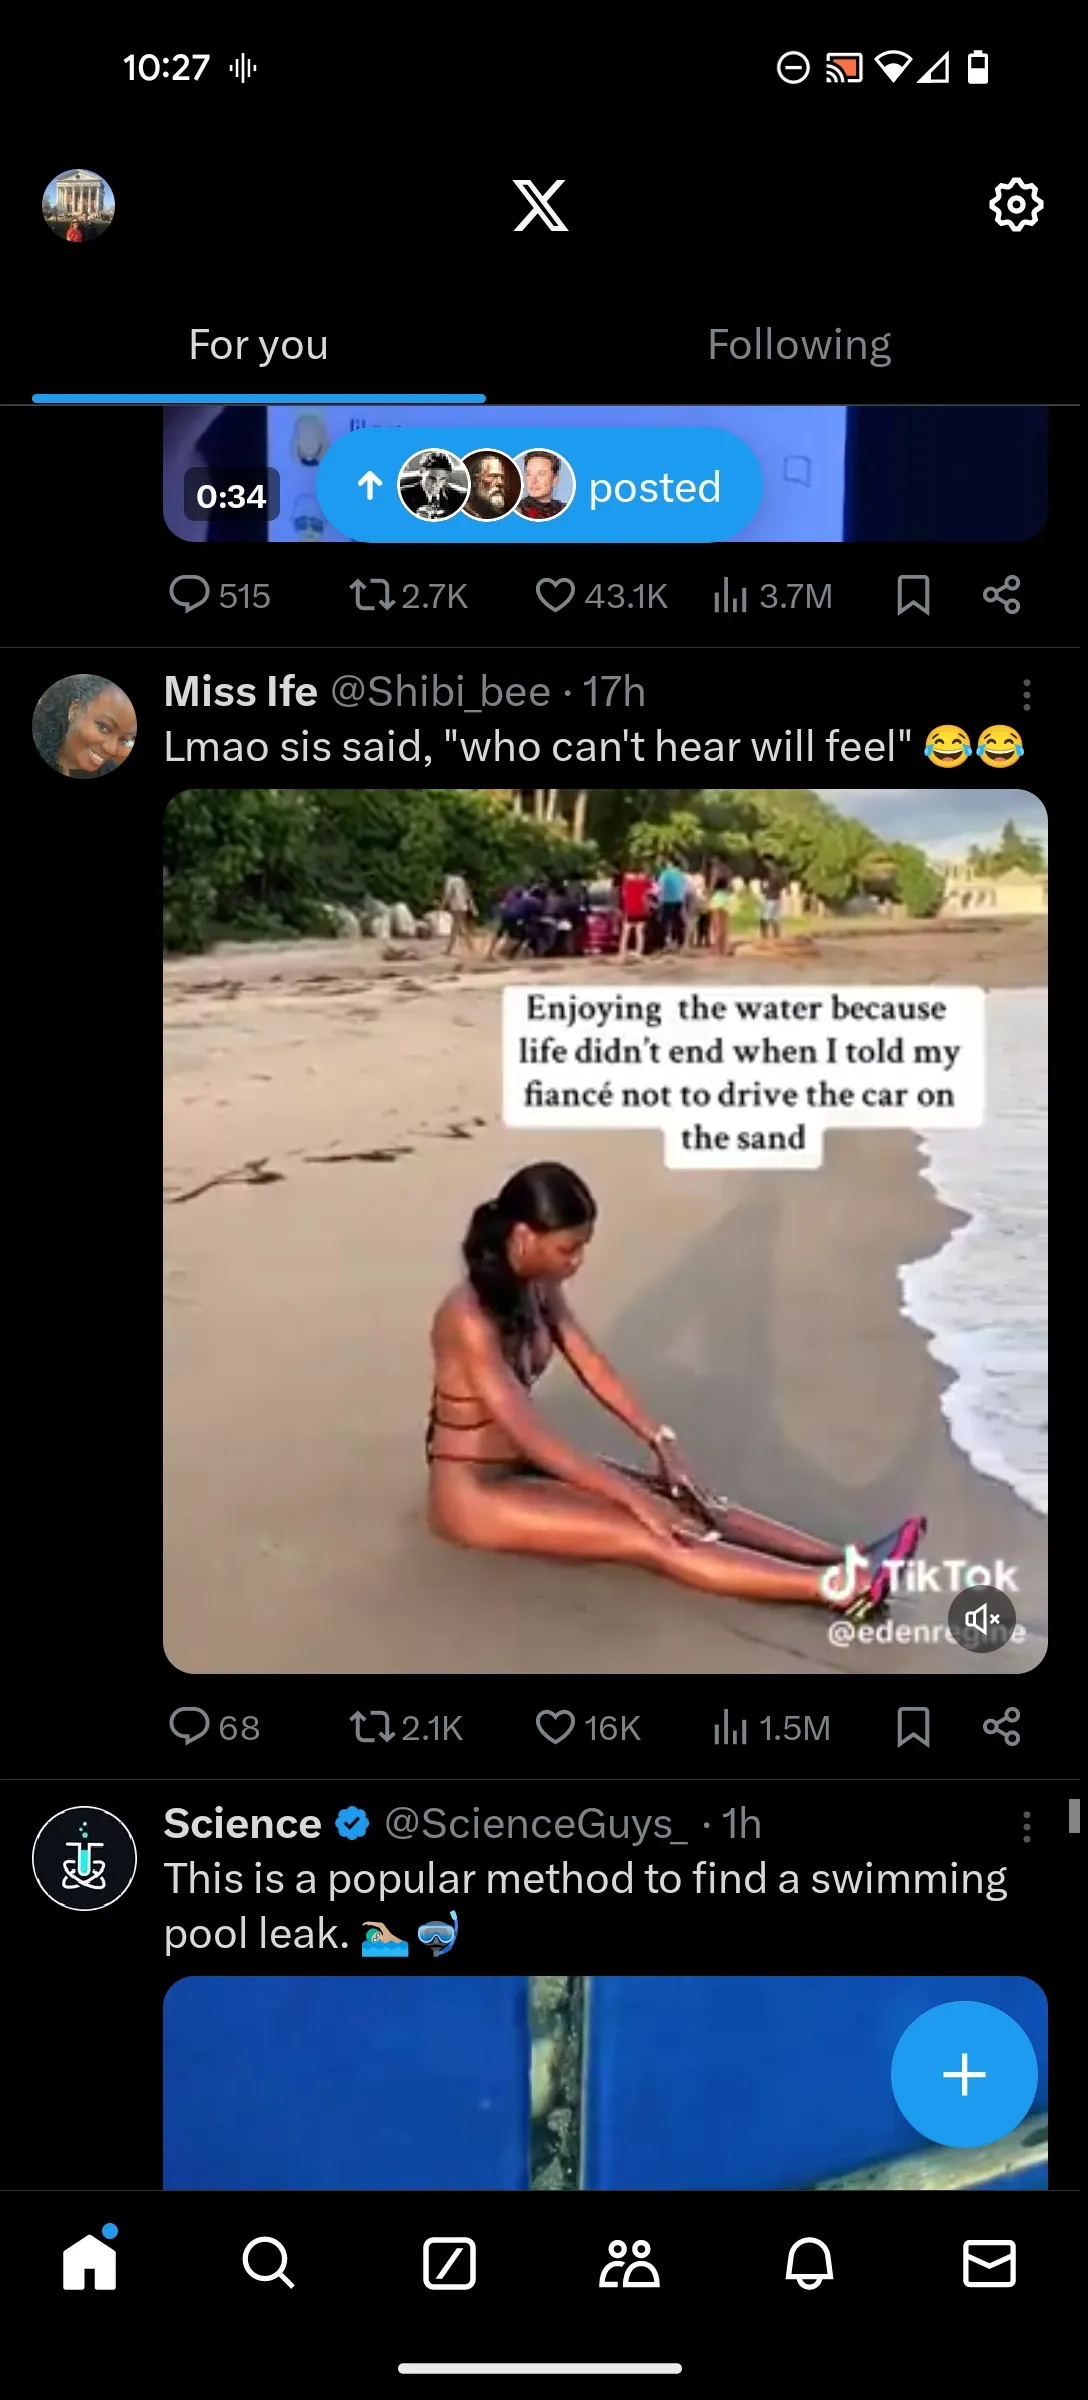 10:27
For you
Following
0:34
posted
515
2.7K
43.1K
3.7M
Miss Ife @Shibi_bee · 17h
Lmao sis said, "who can't hear will feel" 😂😂
Enjoying the water because
life didn't end when I told my
fiancé not to drive the car on
the sand
TikTok
68
2.1K
16K
1.5M
Science @ScienceGuys_ · 1h
This is a popular method to find a swimming
pool leak. 🏊🏼‍♂️🤿